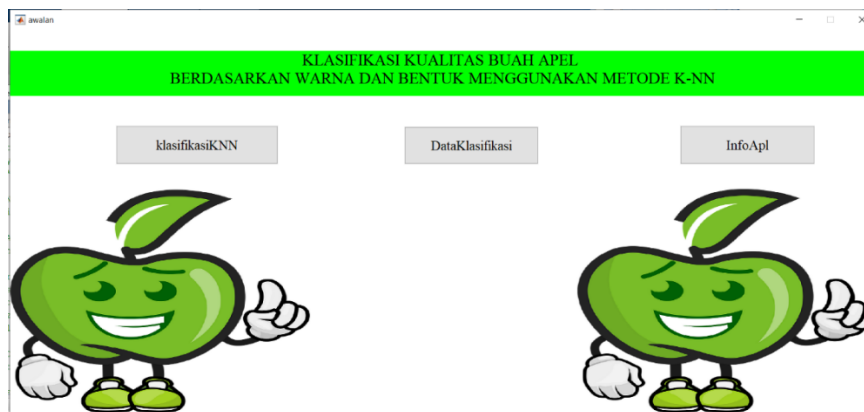 awalan
KLASIFIKASI KUALITAS BUAH APEL
BERDASARKAN WARNA DAN BENTUK MENGGUNAKAN METODE K-NN
klasifikasiKNN
DataKlasifikasi
InfoApl